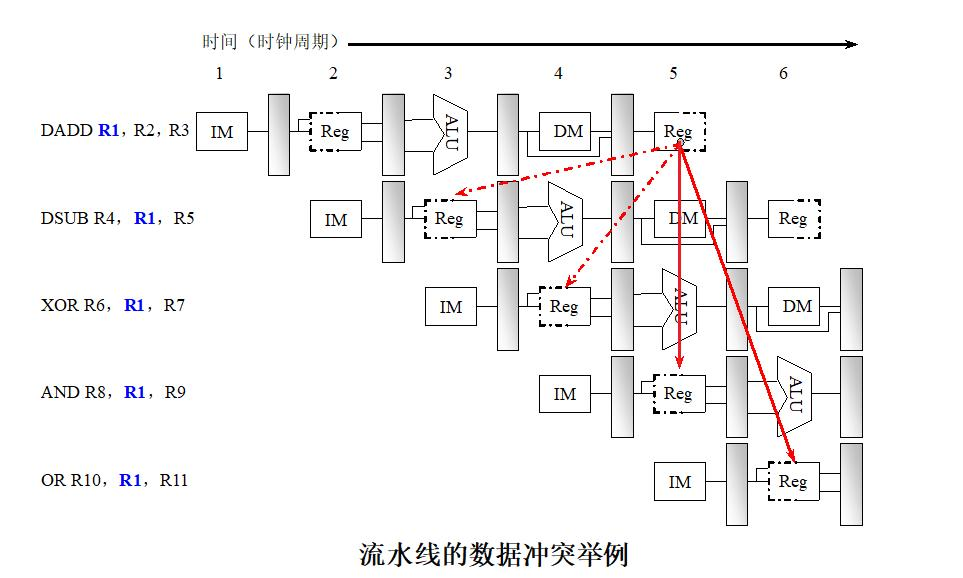 时间（时钟周期）
1 2 3 4 5 6
DADD R1，R2，R3 IM Reg ALU DM Reg
DSUB R4，R1，R5 IM Reg ALU DM Reg
XOR R6，R1，R7 IM Reg ALU DM
AND R8，R1，R9 IM Reg ALU
OR R10，R1，R11 IM Reg
流水线的数据冲突举例